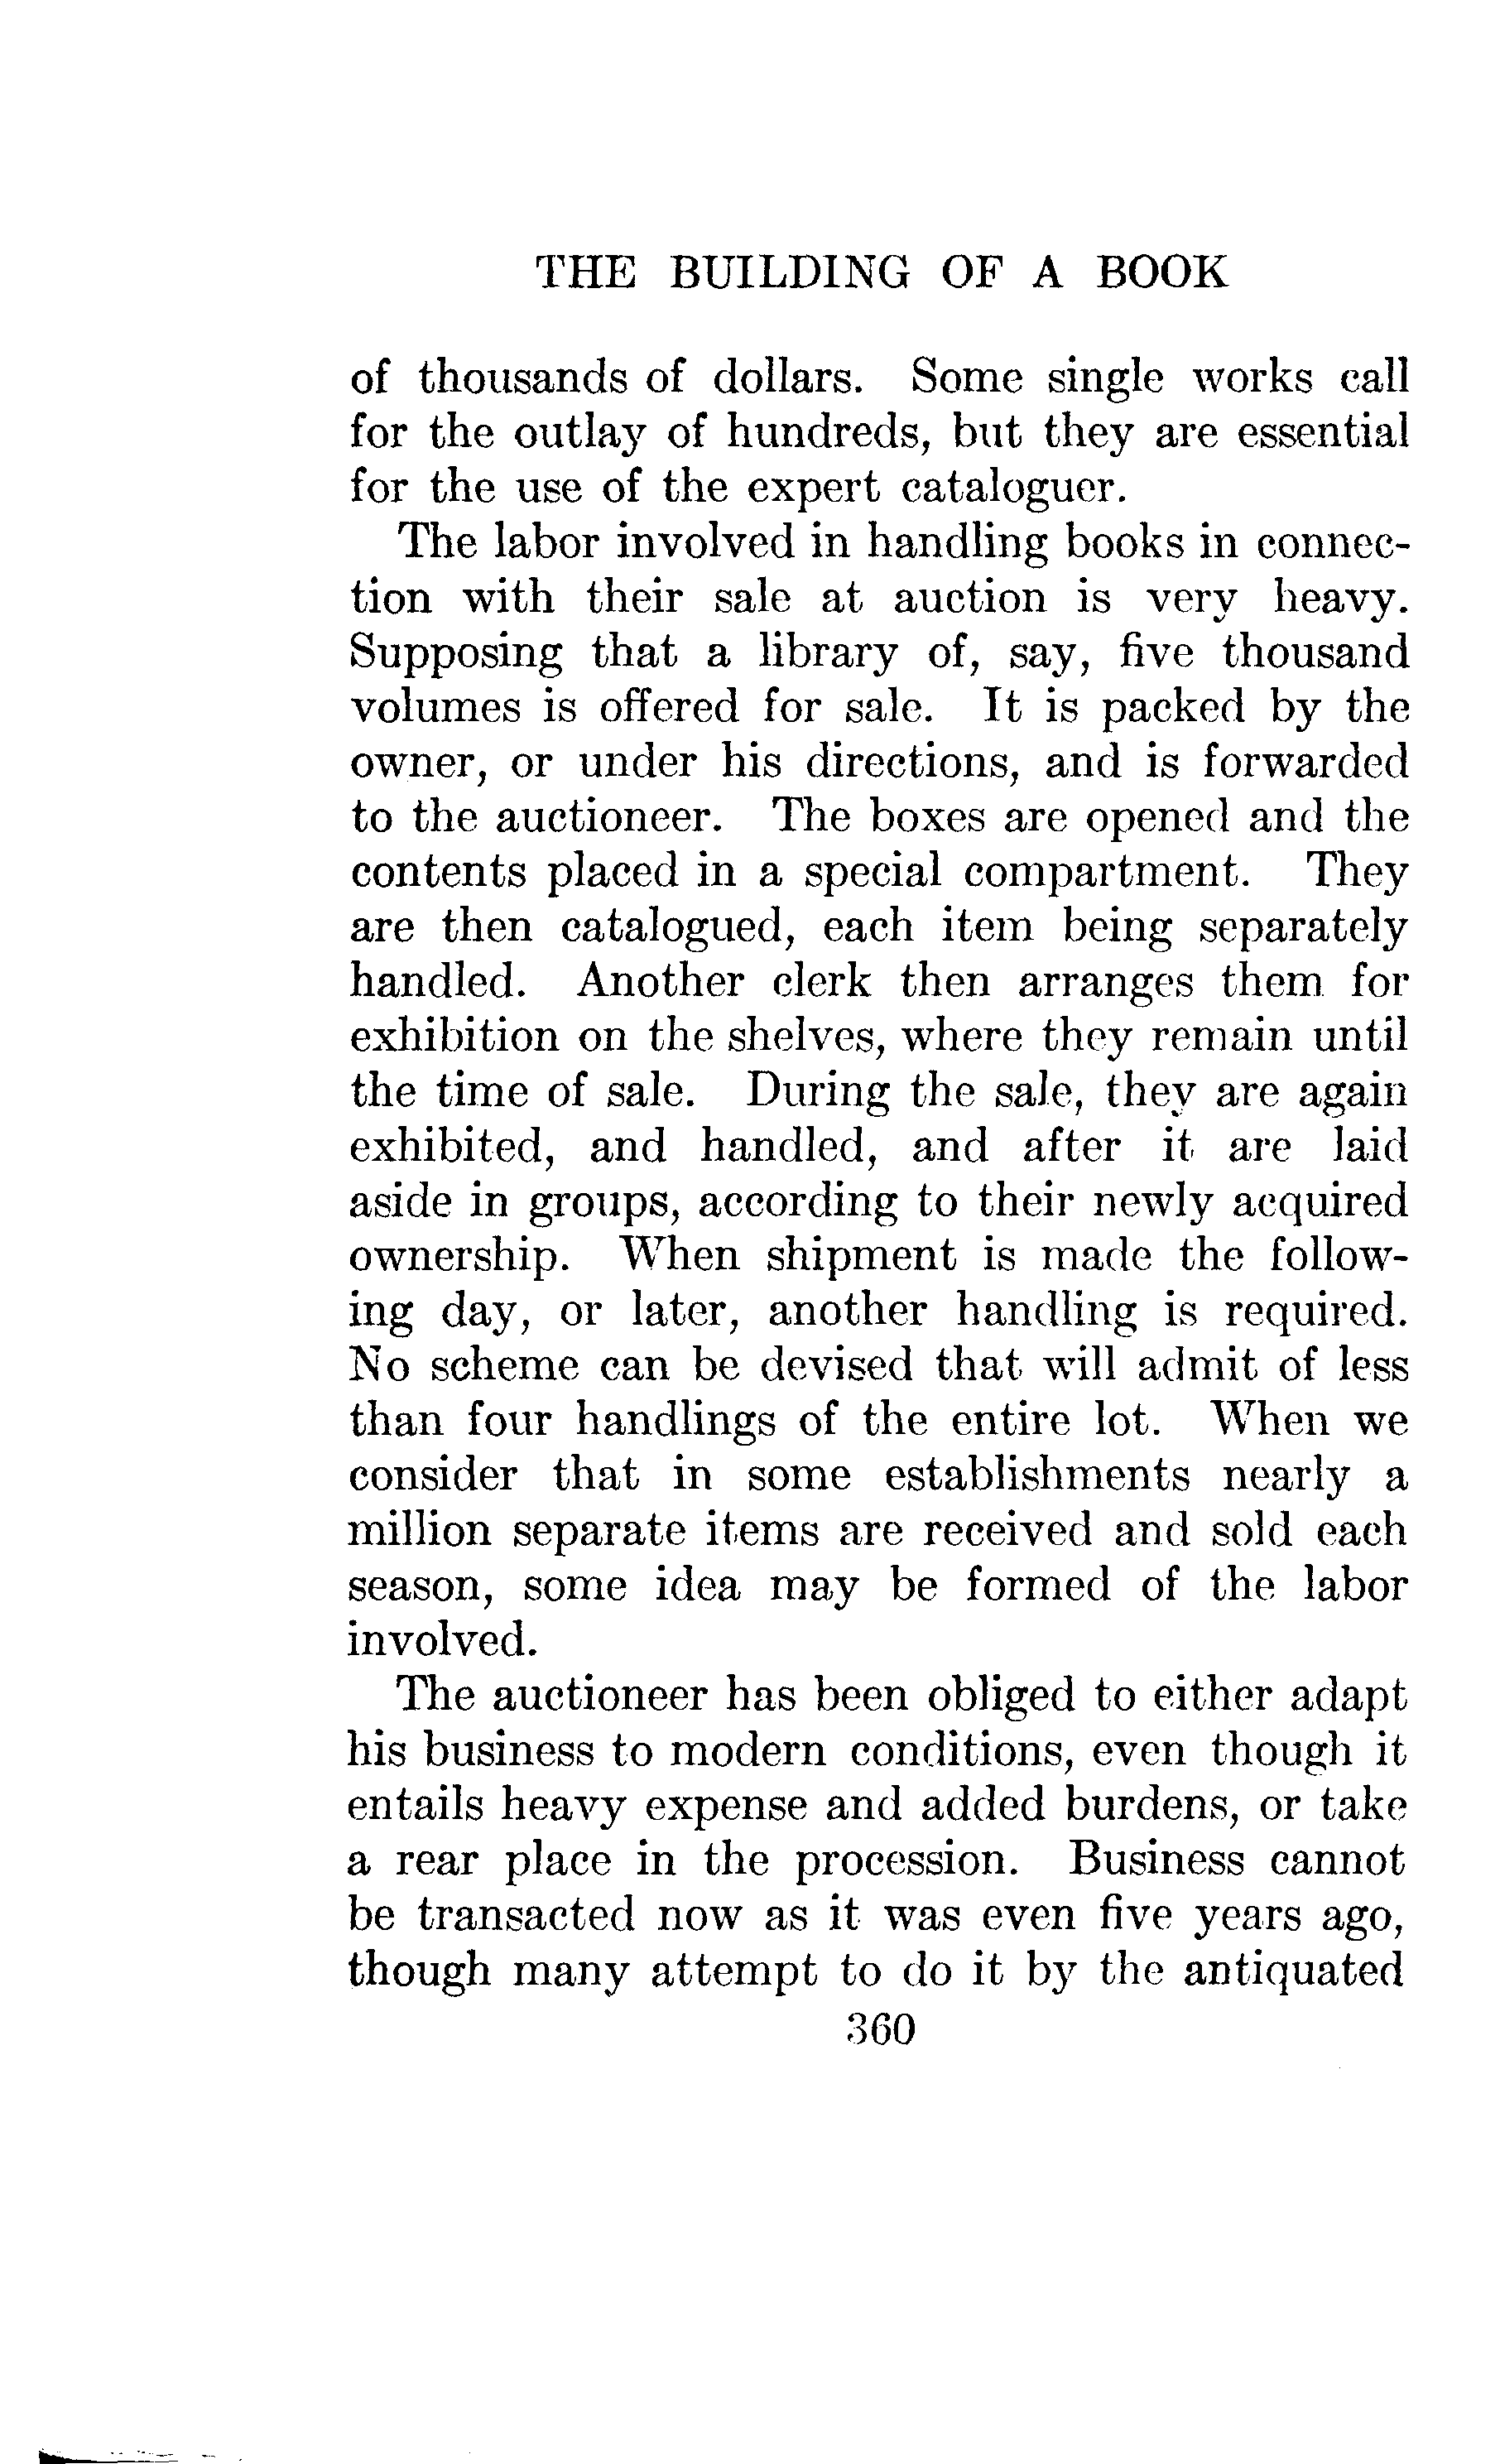 THE BUILDING OF A BOOK
of thousands of dollars. Some single works call
for the outlay of hundreds, but they are essential
for the use of the expert cataloguer.
The labor involved in handling books in connec-
tion with their sale at auction is very heavy.
Supposing that a library of, say, five thousand
volumes is offered for sale. It is packed by the
owner, or under his directions, and is forwarded
to the auctioneer. The boxes are opened and the
contents placed in a special compartment. They
are then catalogued, each item being separately
handled. Another clerk then arranges them for
exhibition on the shelves, where they remain until
the time of sale. During the sale, they are again
exhibited, and handled, and after it are laid
aside in groups, according to their newly acquired
ownership. When shipment is made the follow-
ing day, or later, another handling is required.
No scheme can be devised that will admit of less
than four handlings of the entire lot. When we
consider that in some establishments nearly a
million separate items are received and sold each
season, some idea may be formed of the labor
involved.
The auctioneer has been obliged to either adapt
his business to modern conditions, even though it
entails heavy expense and added burdens, or take
a rear place in the procession. Business cannot
be transacted now as it was even five years ago,
though many attempt to do it by the antiquated
360